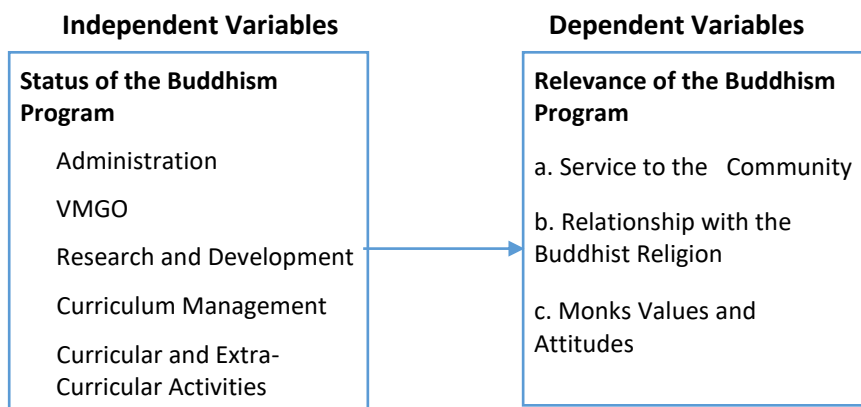 Independent Variables
Status of the Buddhism
Program
Administration
VMGO
Research and Development
Curriculum Management
Curricular and Extra-
Curricular Activities
Dependent Variables
Relevance of the Buddhism
Program
a. Service to the Community
b. Relationship with the
Buddhist Religion
c. Monks Values and
Attitudes